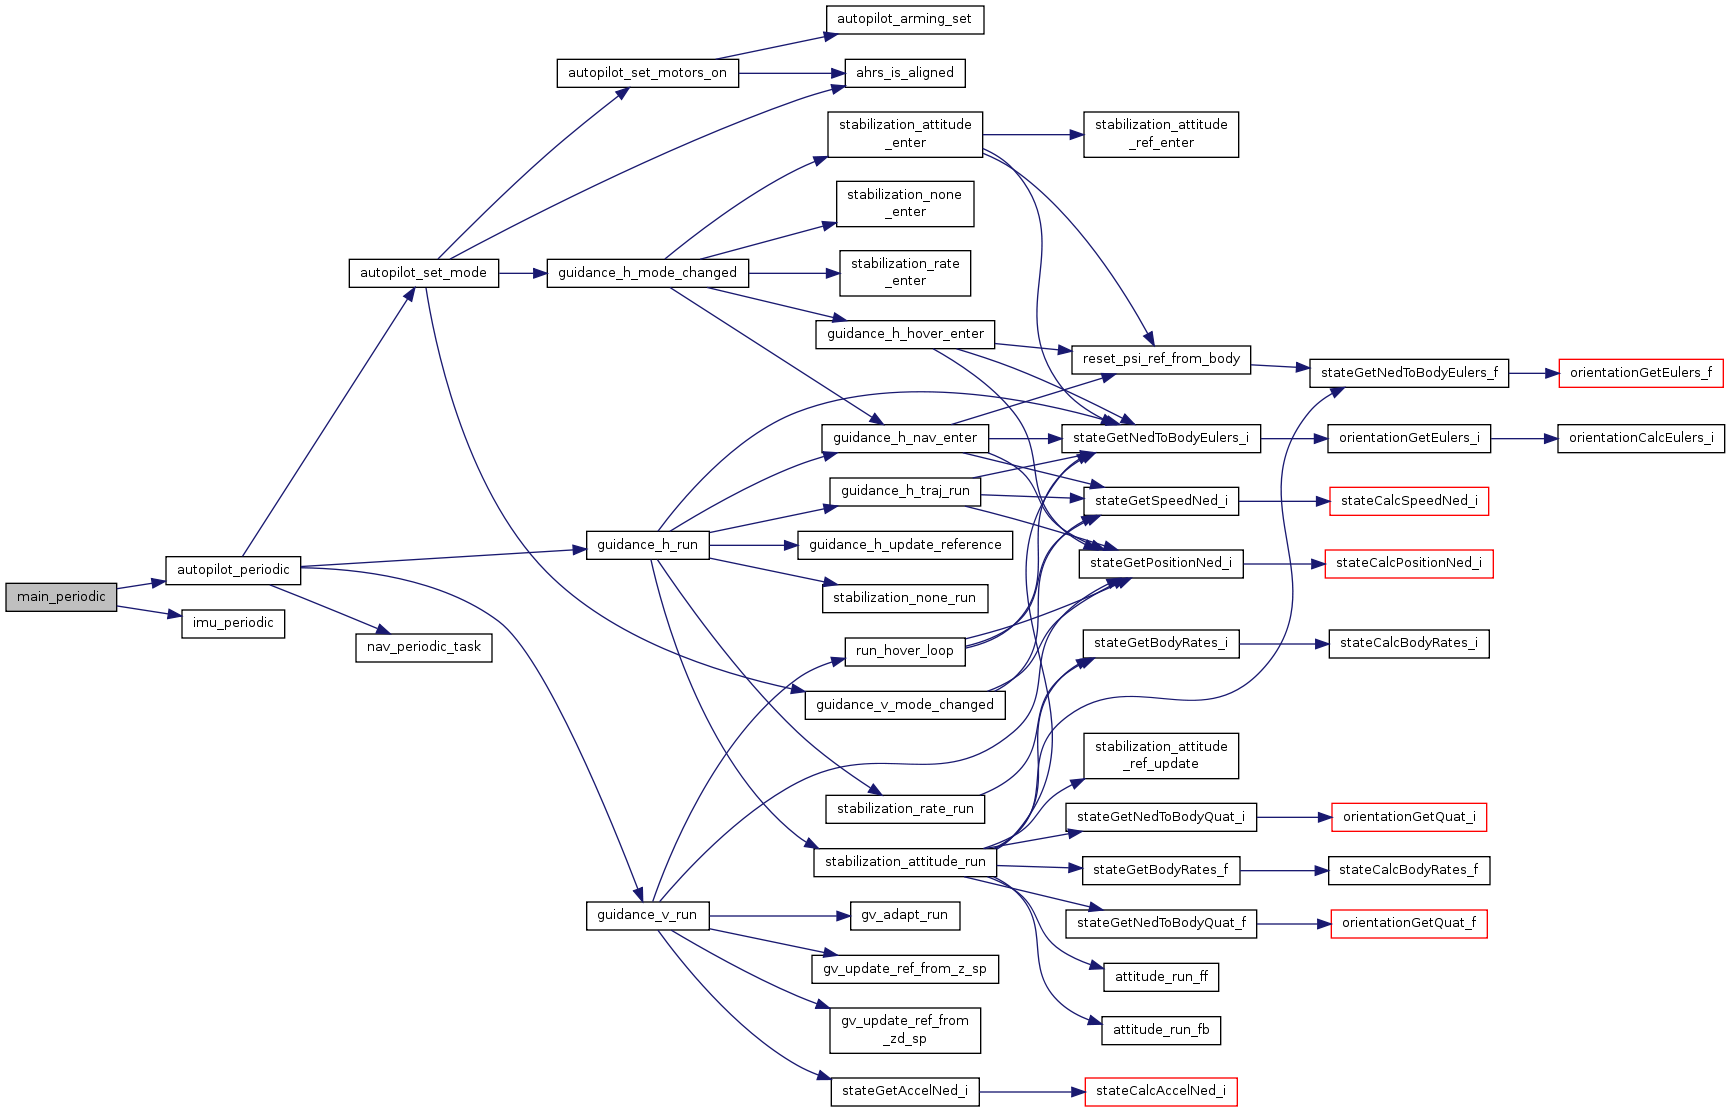 autopilot_arming_set
autopilot_set_motors_on
ahrs_is_aligned
stabilization_attitude
_enter
stabilization_attitude
_ref_enter
stabilization_none
_enter
autopilot_set_mode
guidance_h_mode_changed
stabilization_rate
_enter
guidance_h_hover_enter
reset_psi_ref_from_body
stateGetNedToBodyEulers_f
orientationGetEulers_f
guidance_h_nav_enter
stateGetNedToBodyEulers_i
orientationGetEulers_i
orientationCalcEulers_i
guidance_h_traj_run
stateGetSpeedNed_i
stateCalcSpeedNed_i
guidance_h_run
guidance_h_update_reference
stateGetPositionNed_i
stateCalcPositionNed_i
autopilot_periodic
main_periodic
stabilization_none_run
imu_periodic
nav_periodic_task
run_hover_loop
stateGetBodyRates_i
stateCalcBodyRates_i
guidance_v_mode_changed
stabilization_attitude
_ref_update
stabilization_rate_run
stateGetNedToBodyQuat_i
orientationGetQuat_i
stabilization_attitude_run
stateGetBodyRates_f
stateCalcBodyRates_f
guidance_v_run
gv_adapt_run
stateGetNedToBodyQuat_f
orientationGetQuat_f
gv_update_ref_from_z_sp
attitude_run_ff
gv_update_ref_from
_zd_sp
attitude_run_fb
stateGetAccelNed_i
stateCalcAccelNed_i